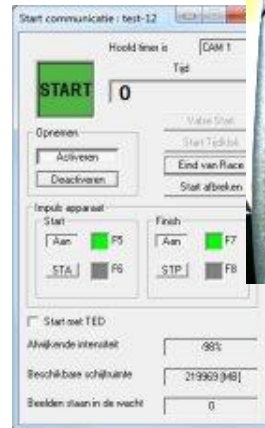 Start communicatie : test-12
Hoofd timer is CAM 1
Tijd
START 0
Valse Start
Opnemen
Start Tijdklok
Activeren
Eind van Race
Deactiveren
Start afbreken
Impuls apparaat
Start Finish
Aan F5 Aan F7
STA F6 STP F8
Start met TED
Afwijkende intensiteit -98%
Beschikbare schijfruimte 219969 [MB]
Beelden staan in de wacht 0